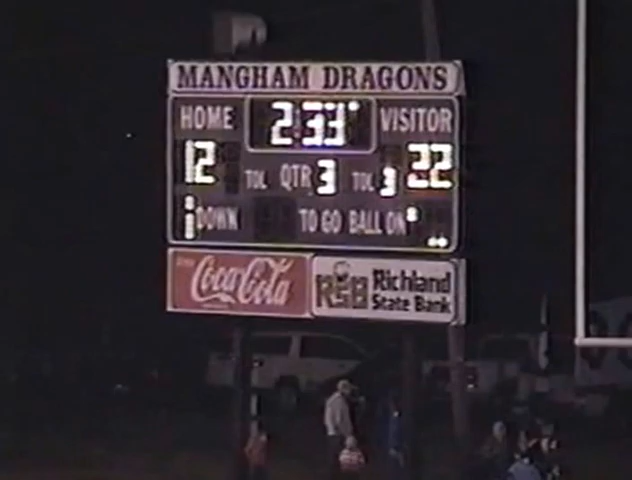 MANGHAM DRAGONS
HOME 2:33 VISITOR
12 TOL QTR 3 TOL 3 22
DOWN TO GO BALL ON
Coca-Cola RSB Richland
State Bank